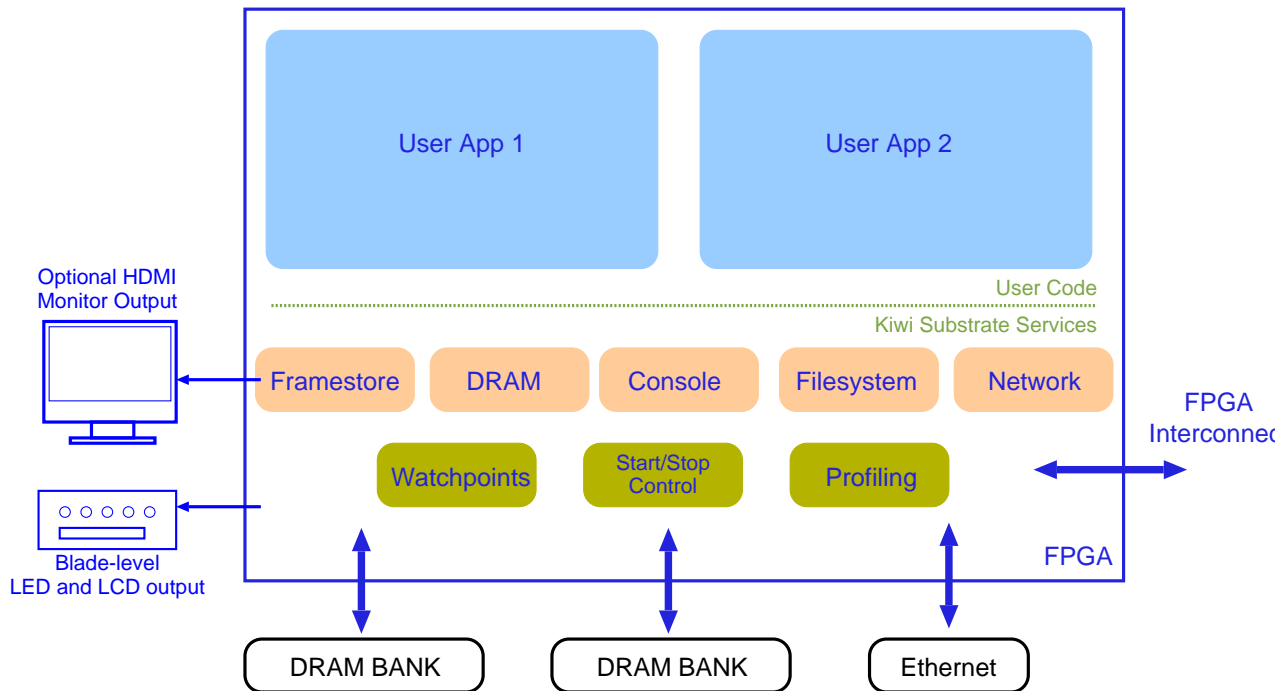 User App 1
User App 2
Optional HDMI
Monitor Output
User Code
Kiwi Substrate Services
Framestore
DRAM
Console
Filesystem
Network
FPGA
Interconnec
Watchpoints
Start/Stop
Control
Profiling
Blade-level
LED and LCD output
FPGA
DRAM BANK
DRAM BANK
Ethernet